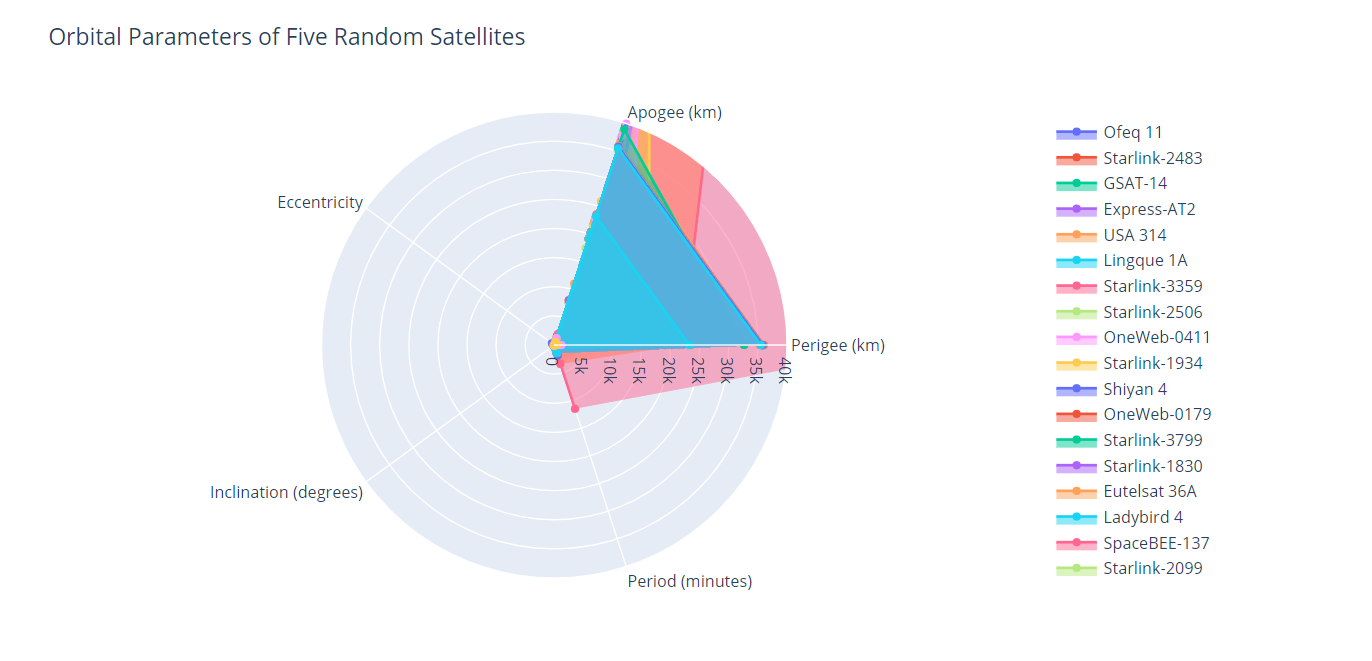 Orbital Parameters of Five Random Satellites
Apogee (km)
Eccentricity
Perigee (km)
0
5k
10k
15k
20k
25k
30k
35k
40k
Inclination (degrees)
Period (minutes)
Ofeq 11
Starlink-2483
GSAT-14
Express-AT2
USA 314
Lingque 1A
Starlink-3359
Starlink-2506
OneWeb-0411
Starlink-1934
Shiyan 4
OneWeb-0179
Starlink-3799
Starlink-1830
Eutelsat 36A
Ladybird 4
SpaceBEE-137
Starlink-2099